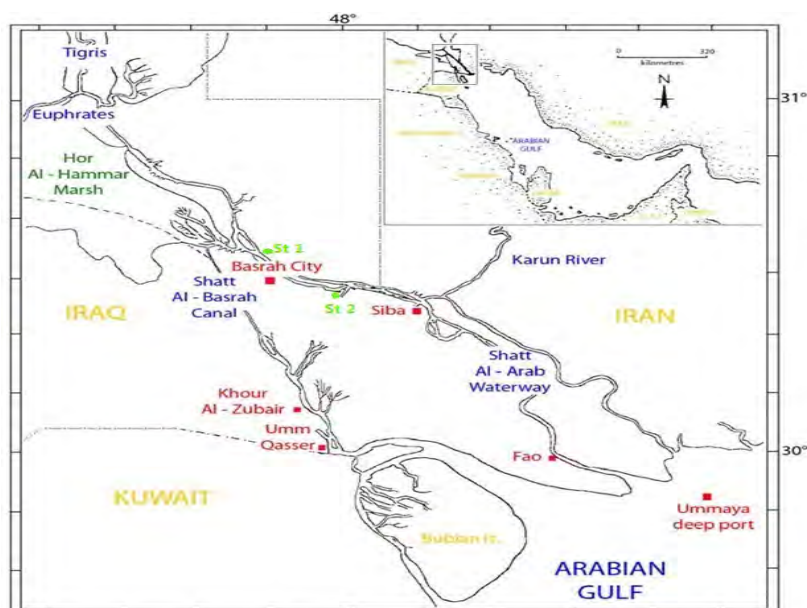 48°
Tigris
Euphrates
Hor
Al - Hammar
Marsh
0 320
kilometres
N
31°
ARABIAN
GULF
St 1
Basrah City
Shatt
Al - Basrah
Canal
St 2
Siba
Karun River
IRAQ
IRAN
Shatt
Al - Arab
Waterway
Khour
Al - Zubair
Umm
Qasser
Fao
30°
KUWAIT
Bubian Is.
Ummaya
deep port
ARABIAN
GULF